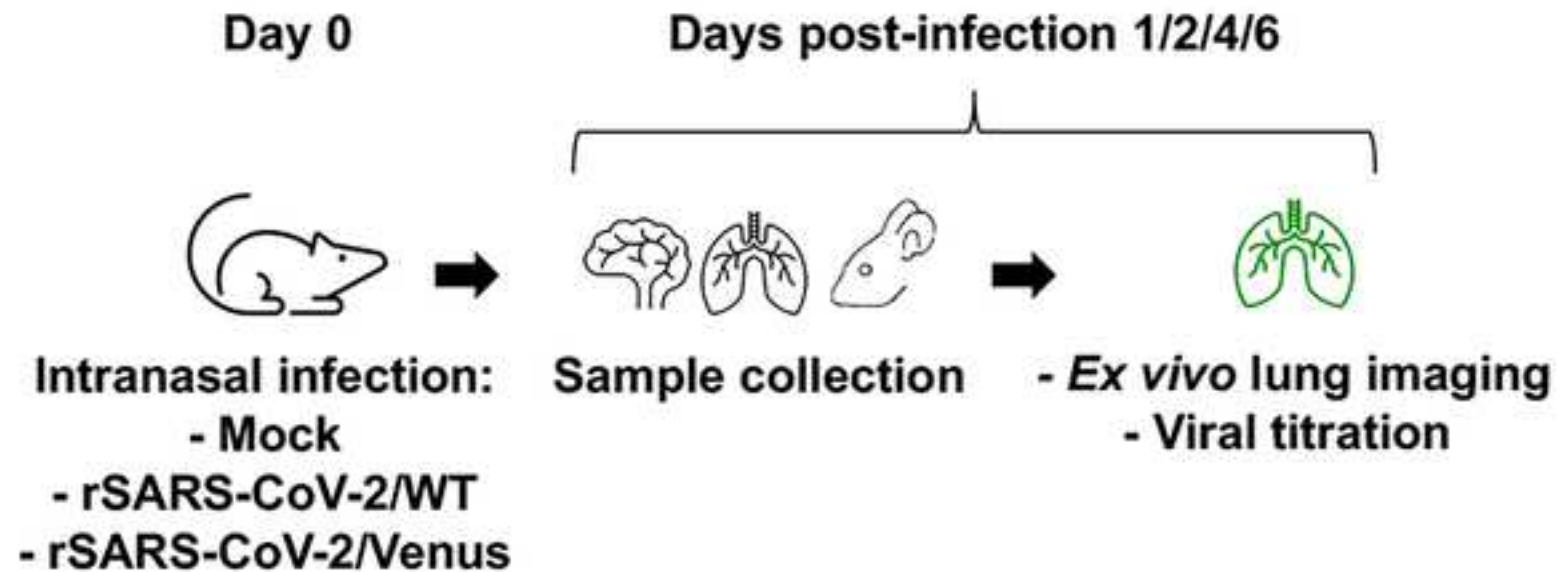 Day 0
Days post-infection 1/2/4/6
Intranasal infection:
- Mock
- rSARS-CoV-2/WT
- rSARS-CoV-2/Venus
Sample collection
- Ex vivo lung imaging
- Viral titration